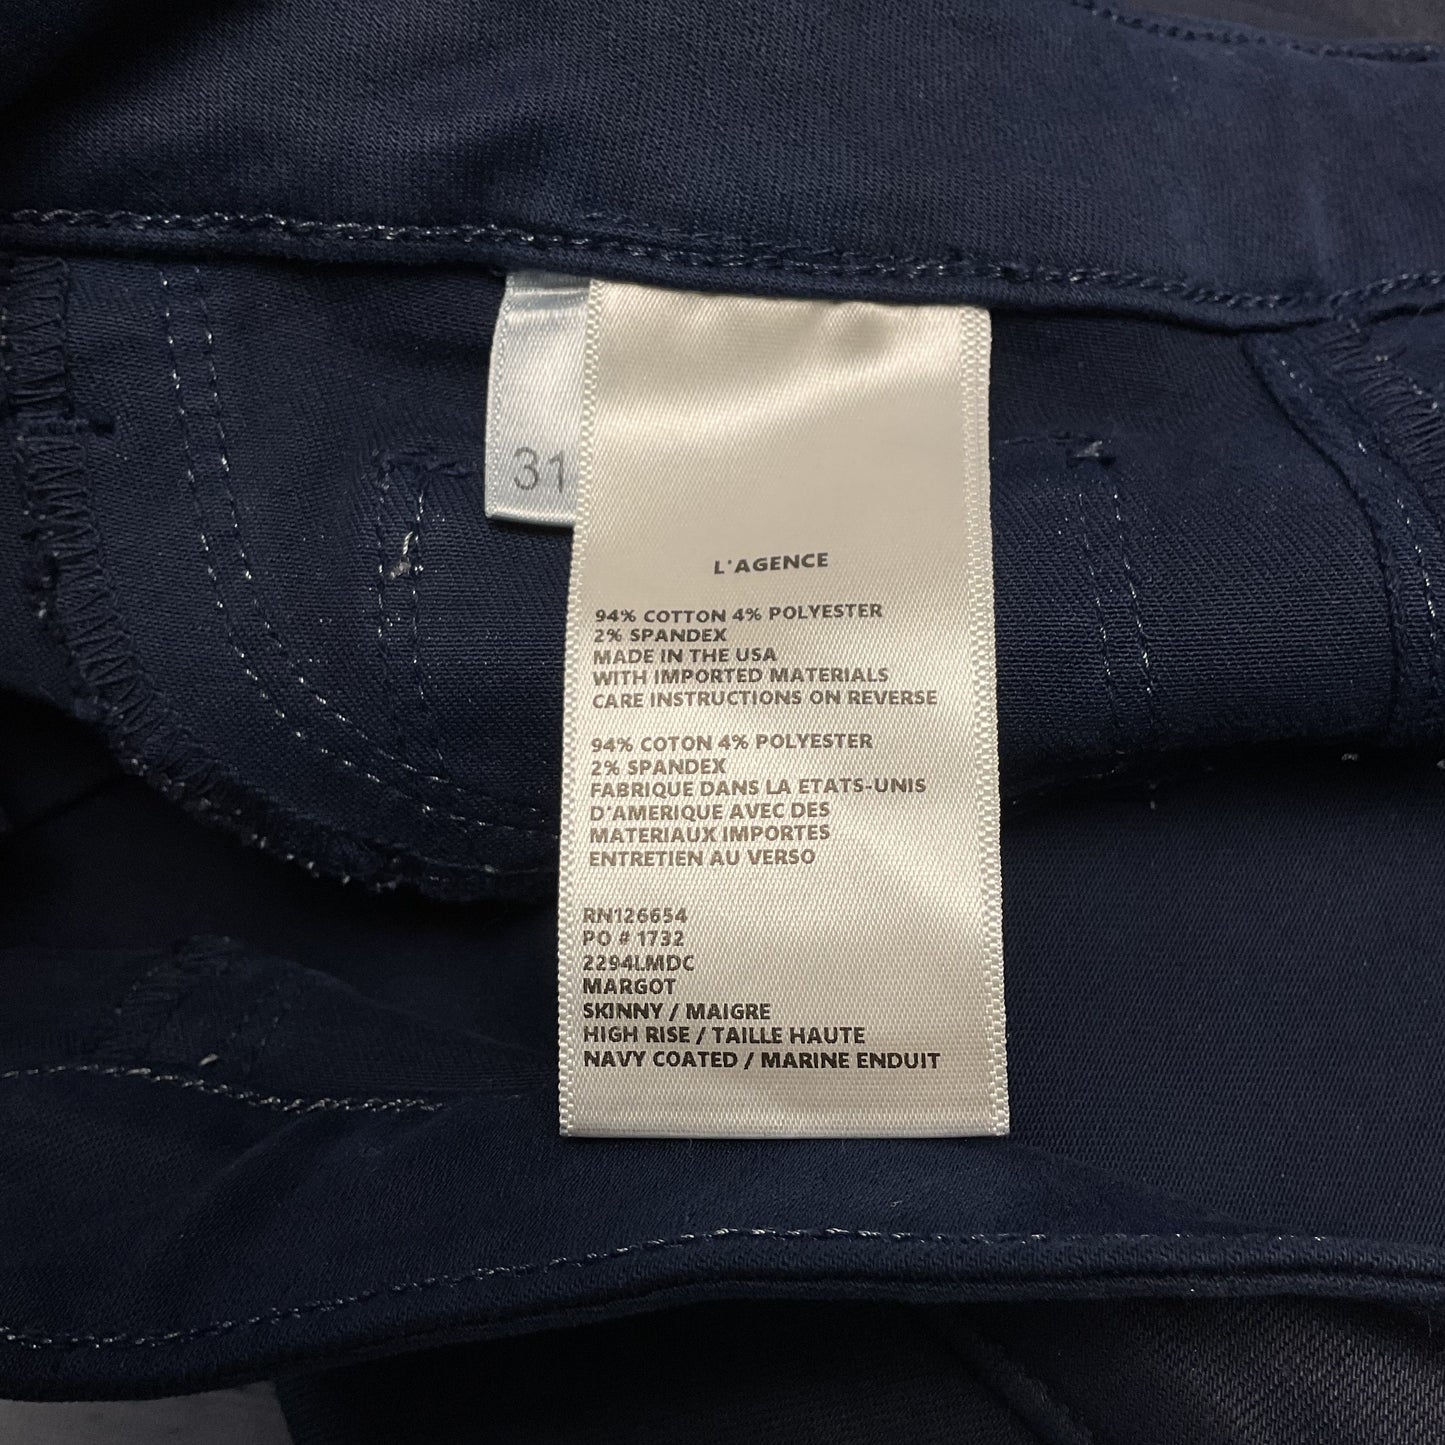 31
L'AGENCE
94% COTTON 4% POLYESTER
2% SPANDEX
MADE IN THE USA
WITH IMPORTED MATERIALS
CARE INSTRUCTIONS ON REVERSE
94% COTON 4% POLYESTER
2% SPANDEX
FABRIQUE DANS LA ETATS-UNIS
D'AMERIQUE AVEC DES
MATERIAUX IMPORTES
ENTRETIEN AU VERSO
RN126654
PO # 1732
2294LMDC
MARGOT
SKINNY / MAIGRE
HIGH RISE / TAILLE HAUTE
NAVY COATED / MARINE ENDUIT